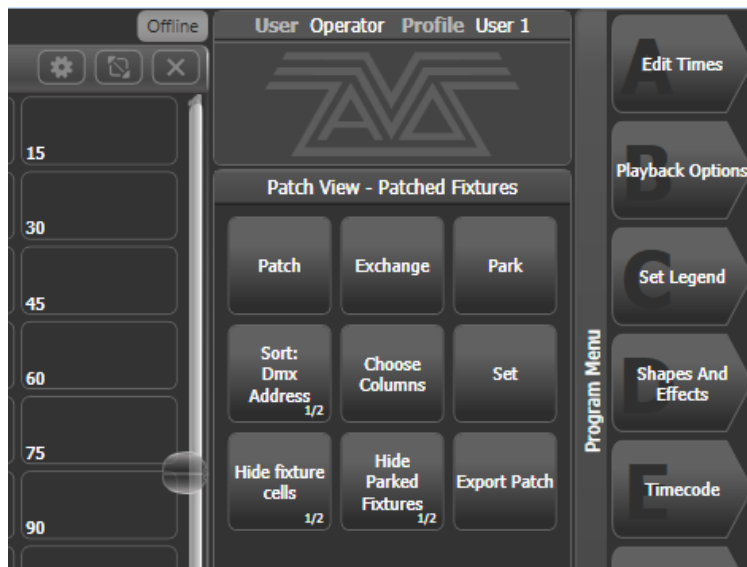 Offline
User Operator Profile User 1
15
30
45
60
75
90
AVO
Patch View - Patched Fixtures
Patch
Exchange
Park
Sort:
Dmx
Address
1/2
Choose
Columns
Set
Hide fixture
cells
1/2
Hide
Parked
Fixtures
1/2
Export Patch
Program Menu
A
Edit Times
B
Playback Options
C
Set Legend
D
Shapes And
Effects
E
Timecode